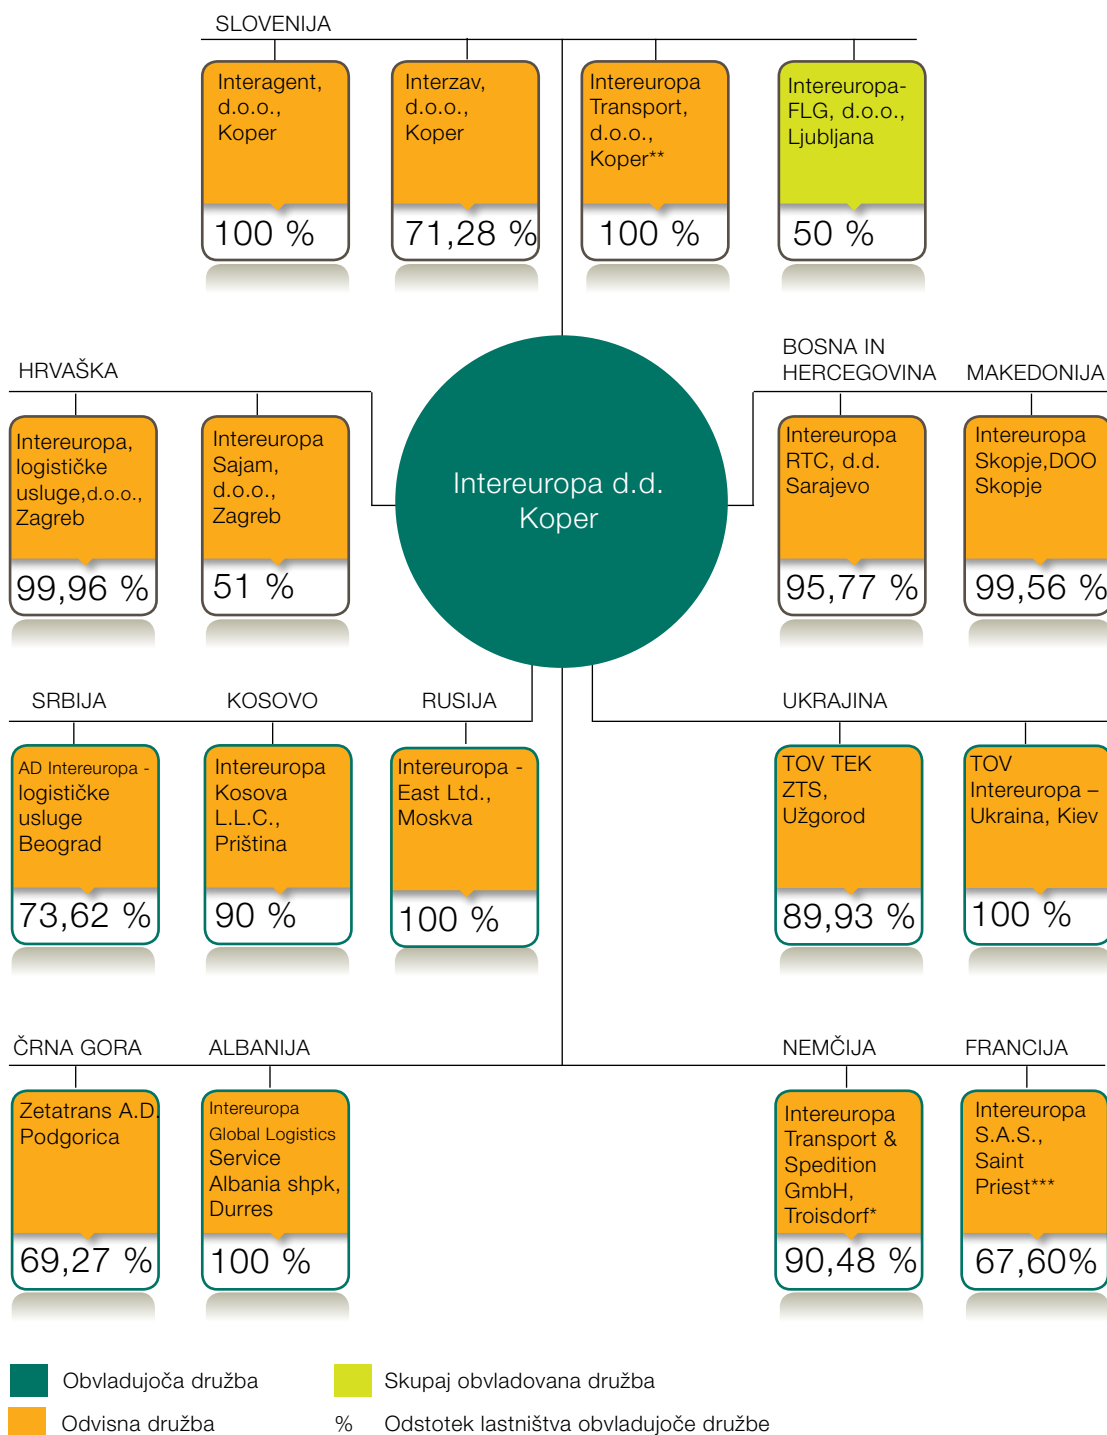 SLOVENIJA
Interagent,
d.o.o.,
Koper
100 %
Interzav,
d.o.o.,
Koper
71,28 %
Intereuropa
Transport,
d.o.o.,
Koper**
100 %
Intereuropa-
FLG, d.o.o.,
Ljubljana
50 %
HRVAŠKA
Intereuropa,
logističke
usluge,d.o.o.,
Zagreb
99,96 %
Intereuropa
Sajam,
d.o.o.,
Zagreb
51 %
Intereuropa d.d.
Koper
BOSNA IN
HERCEGOVINA
Intereuropa
RTC, d.d.
Sarajevo
95,77 %
MAKEDONIJA
Intereuropa
Skopje,DOO
Skopje
99,56 %
SRBIJA
AD Intereuropa -
logističke
usluge
Beograd
73,62 %
KOSOVO
Intereuropa
Kosova
L.L.C.,
Priština
90 %
RUSIJA
Intereuropa -
East Ltd.,
Moskva
100 %
UKRAJINA
TOV TEK
ZTS,
Užgorod
89,93 %
TOV
Intereuropa –
Ukraina, Kiev
100 %
ČRNA GORA
Zetatrans A.D.
Podgorica
69,27 %
ALBANIJA
Intereuropa
Global Logistics
Service
Albania shpk,
Durres
100 %
NEMČIJA
Intereuropa
Transport &
Spedition
GmbH,
Troisdorf*
90,48 %
FRANCIJA
Intereuropa
S.A.S.,
Saint
Priest***
67,60%
Obvladujoča družba
Skupaj obvladovana družba
Odvisna družba
% Odstotek lastništva obvladujoče družbe